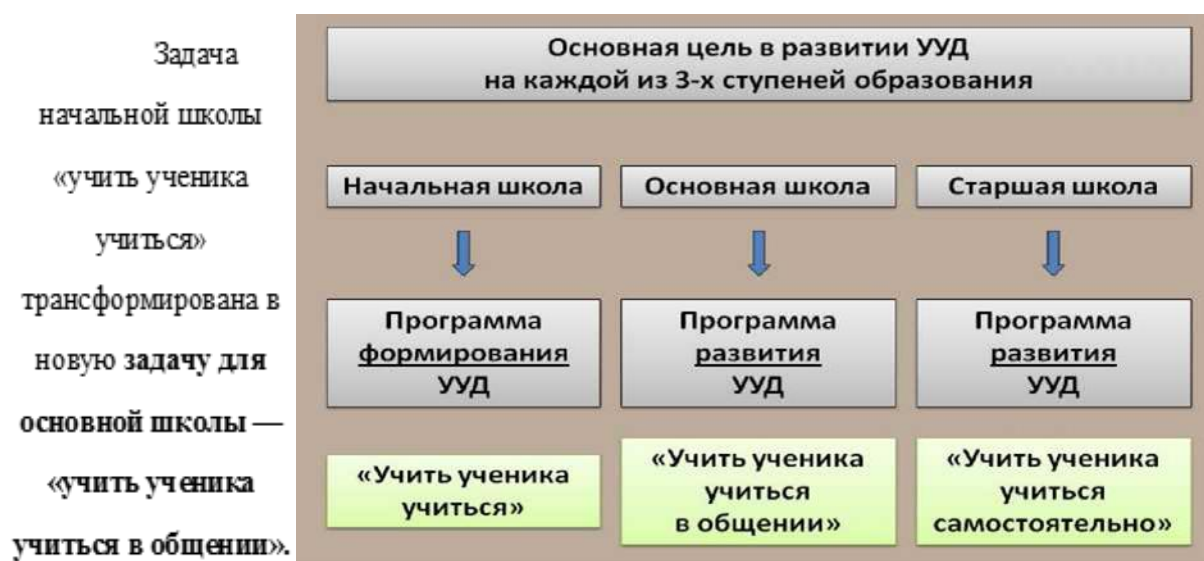 Задача
начальной школы
«учить ученика
учиться»
трансформирована в
новую задачу для
основной школы —
«учить ученика
учиться в общении».
Основная цель в развитии УУД
на каждой из 3-х ступеней образования
Начальная школа
Основная школа
Старшая школа
Программа
формирования
УУД
Программа
развития
УУД
Программа
развития
УУД
«Учить ученика
учиться»
«Учить ученика
учиться
в общении»
«Учить ученика
учиться
самостоятельно»